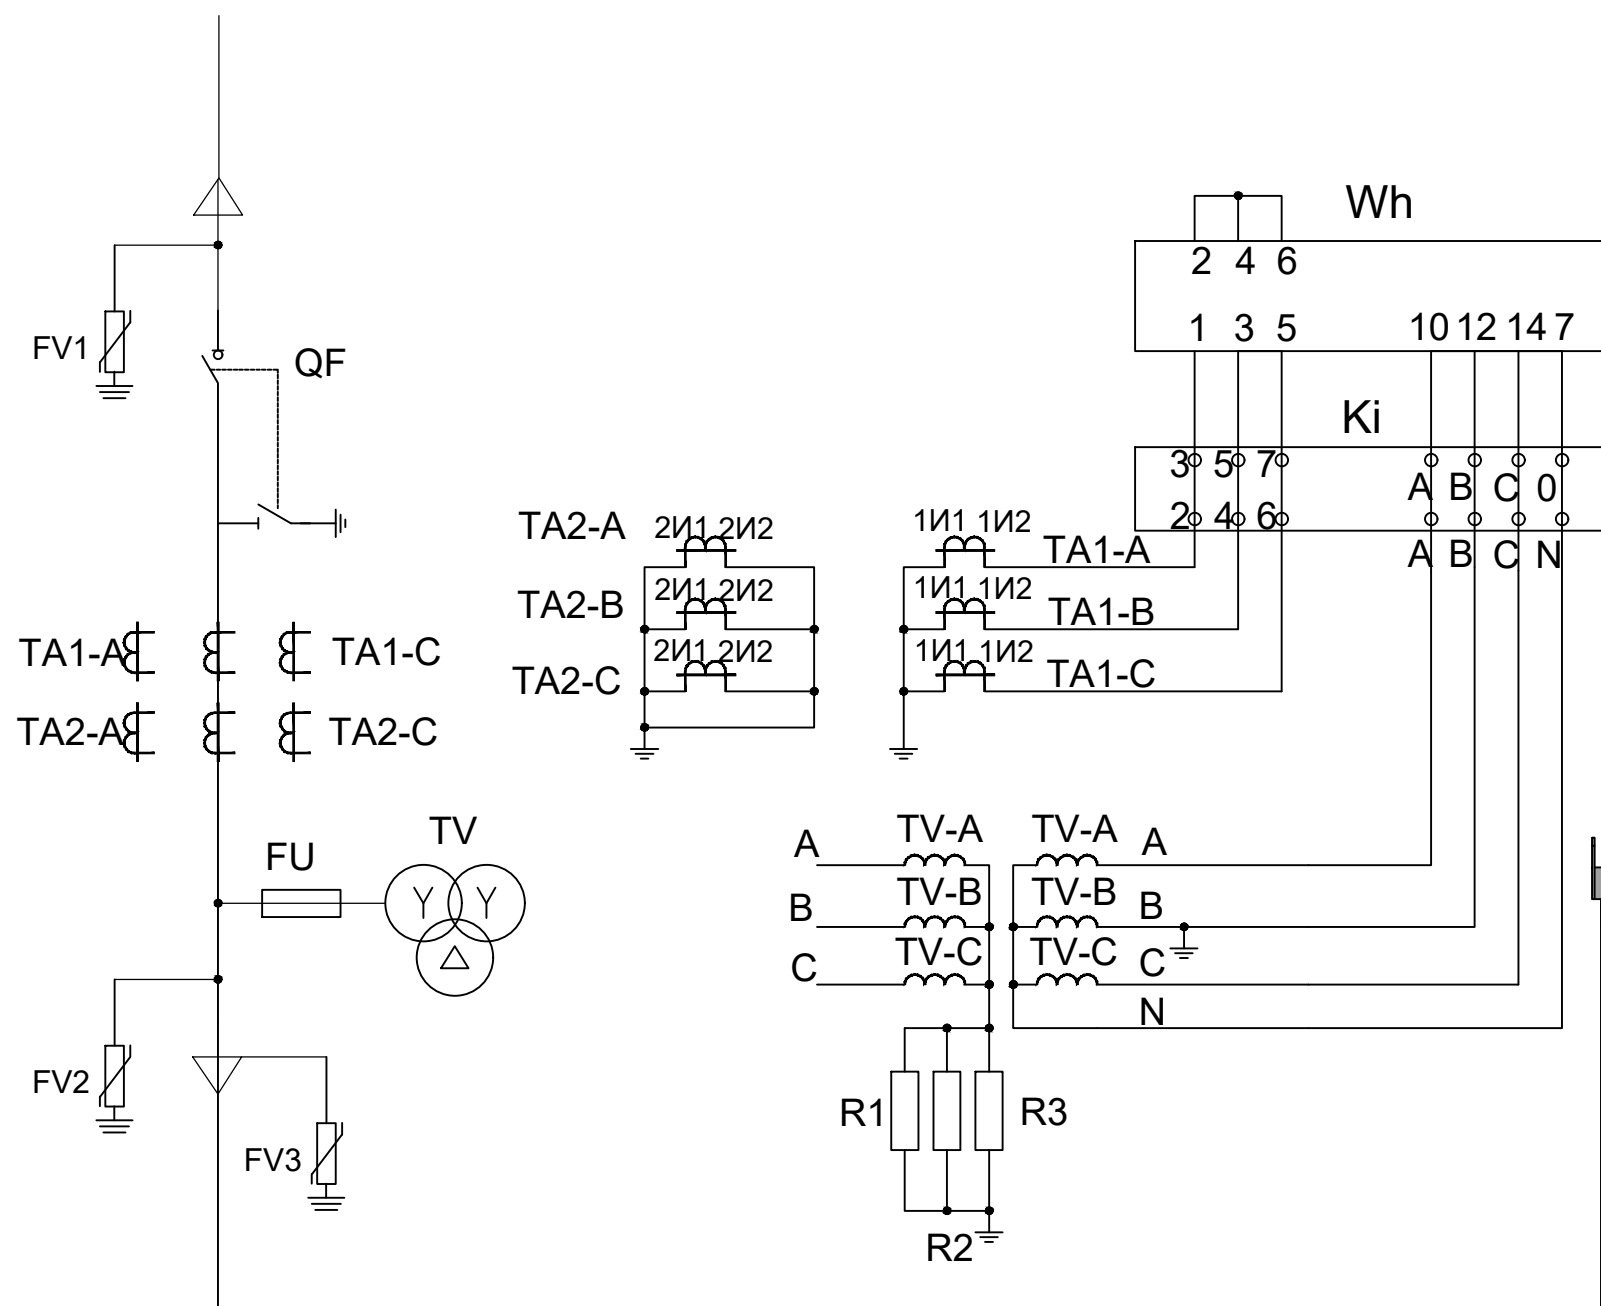 Wh
2 4 6
1 3 5 10 12 14 7
FV1
QF
Ki
3 5 7
A B C 0
2 4 6
A B C N
TA2-A 2И1 2И2
1И1 1И2 TA1-A
TA2-B 2И1 2И2
1И1 1И2 TA1-B
TA2-C 2И1 2И2
1И1 1И2 TA1-C
TA1-A TA1-C
TA2-A TA2-C
FU
TV
A TV-A TV-A A
B TV-B TV-B B
C TV-C TV-C C
N
FV2
FV3
R1 R3
R2